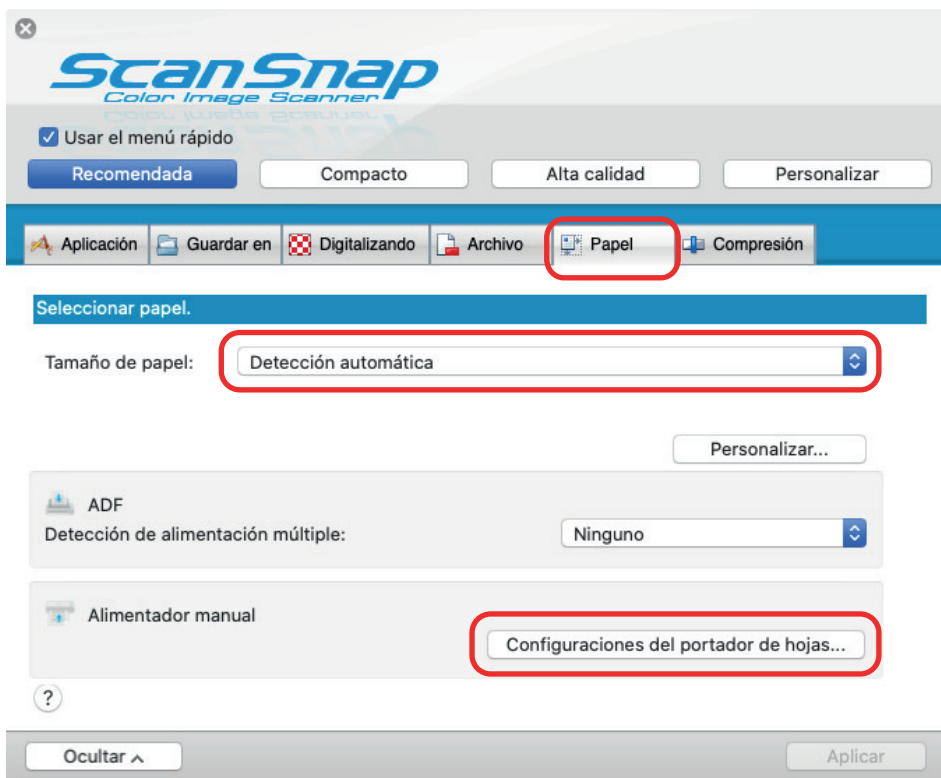 ScanSnap
Color Image Scanner
Usar el menú rápido
Recomendada Compacto Alta calidad Personalizar
Aplicación Guardar en Digitalizando Archivo Papel Compresión
Seleccionar papel.
Tamaño de papel: Detección automática
Personalizar...
ADF
Detección de alimentación múltiple: Ninguno
Alimentador manual
Configuraciones del portador de hojas...
?
Ocultar Aplicar